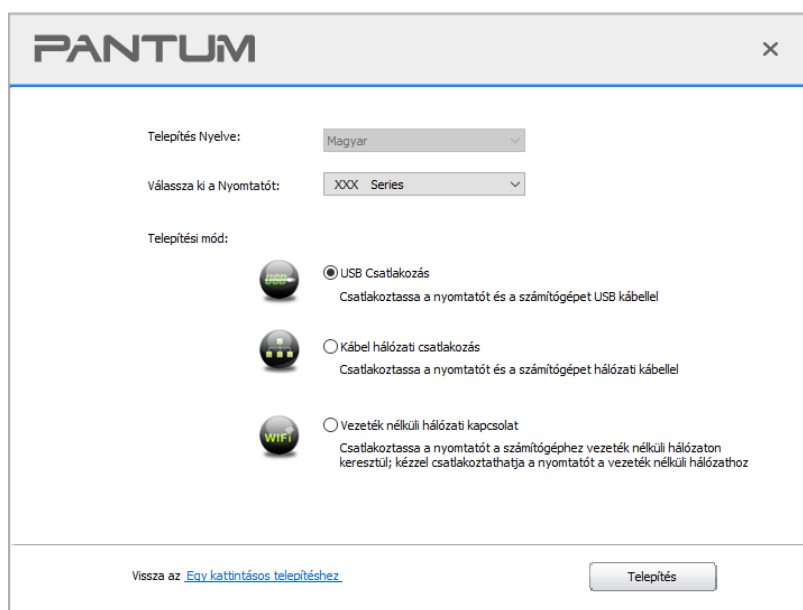 PANTUM
Telepítés Nyelve:
Magyar
Válassza ki a Nyomtatót:
XXX Series
Telepítési mód:
USB
USB Csatlakozás
Csatlakoztassa a nyomtatót és a számítógépet USB kábellel
Kábel hálózati csatlakozás
Csatlakoztassa a nyomtatót és a számítógépet hálózati kábellel
WiFi
Vezeték nélküli hálózati kapcsolat
Csatlakoztassa a nyomtatót a számítógéphez vezeték nélküli hálózaton
keresztül; kézzel csatlakoztathatja a nyomtatót a vezeték nélküli hálózathoz
Vissza az Egy kattintásos telepítéshez
Telepítés